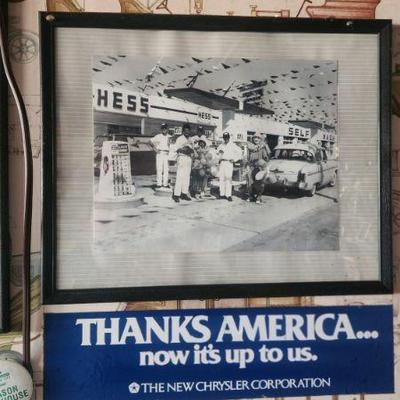 HESS
HESS
SELF
THANKS AMERICA...
now it's up to us.
THE NEW CHRYSLER CORPORATION